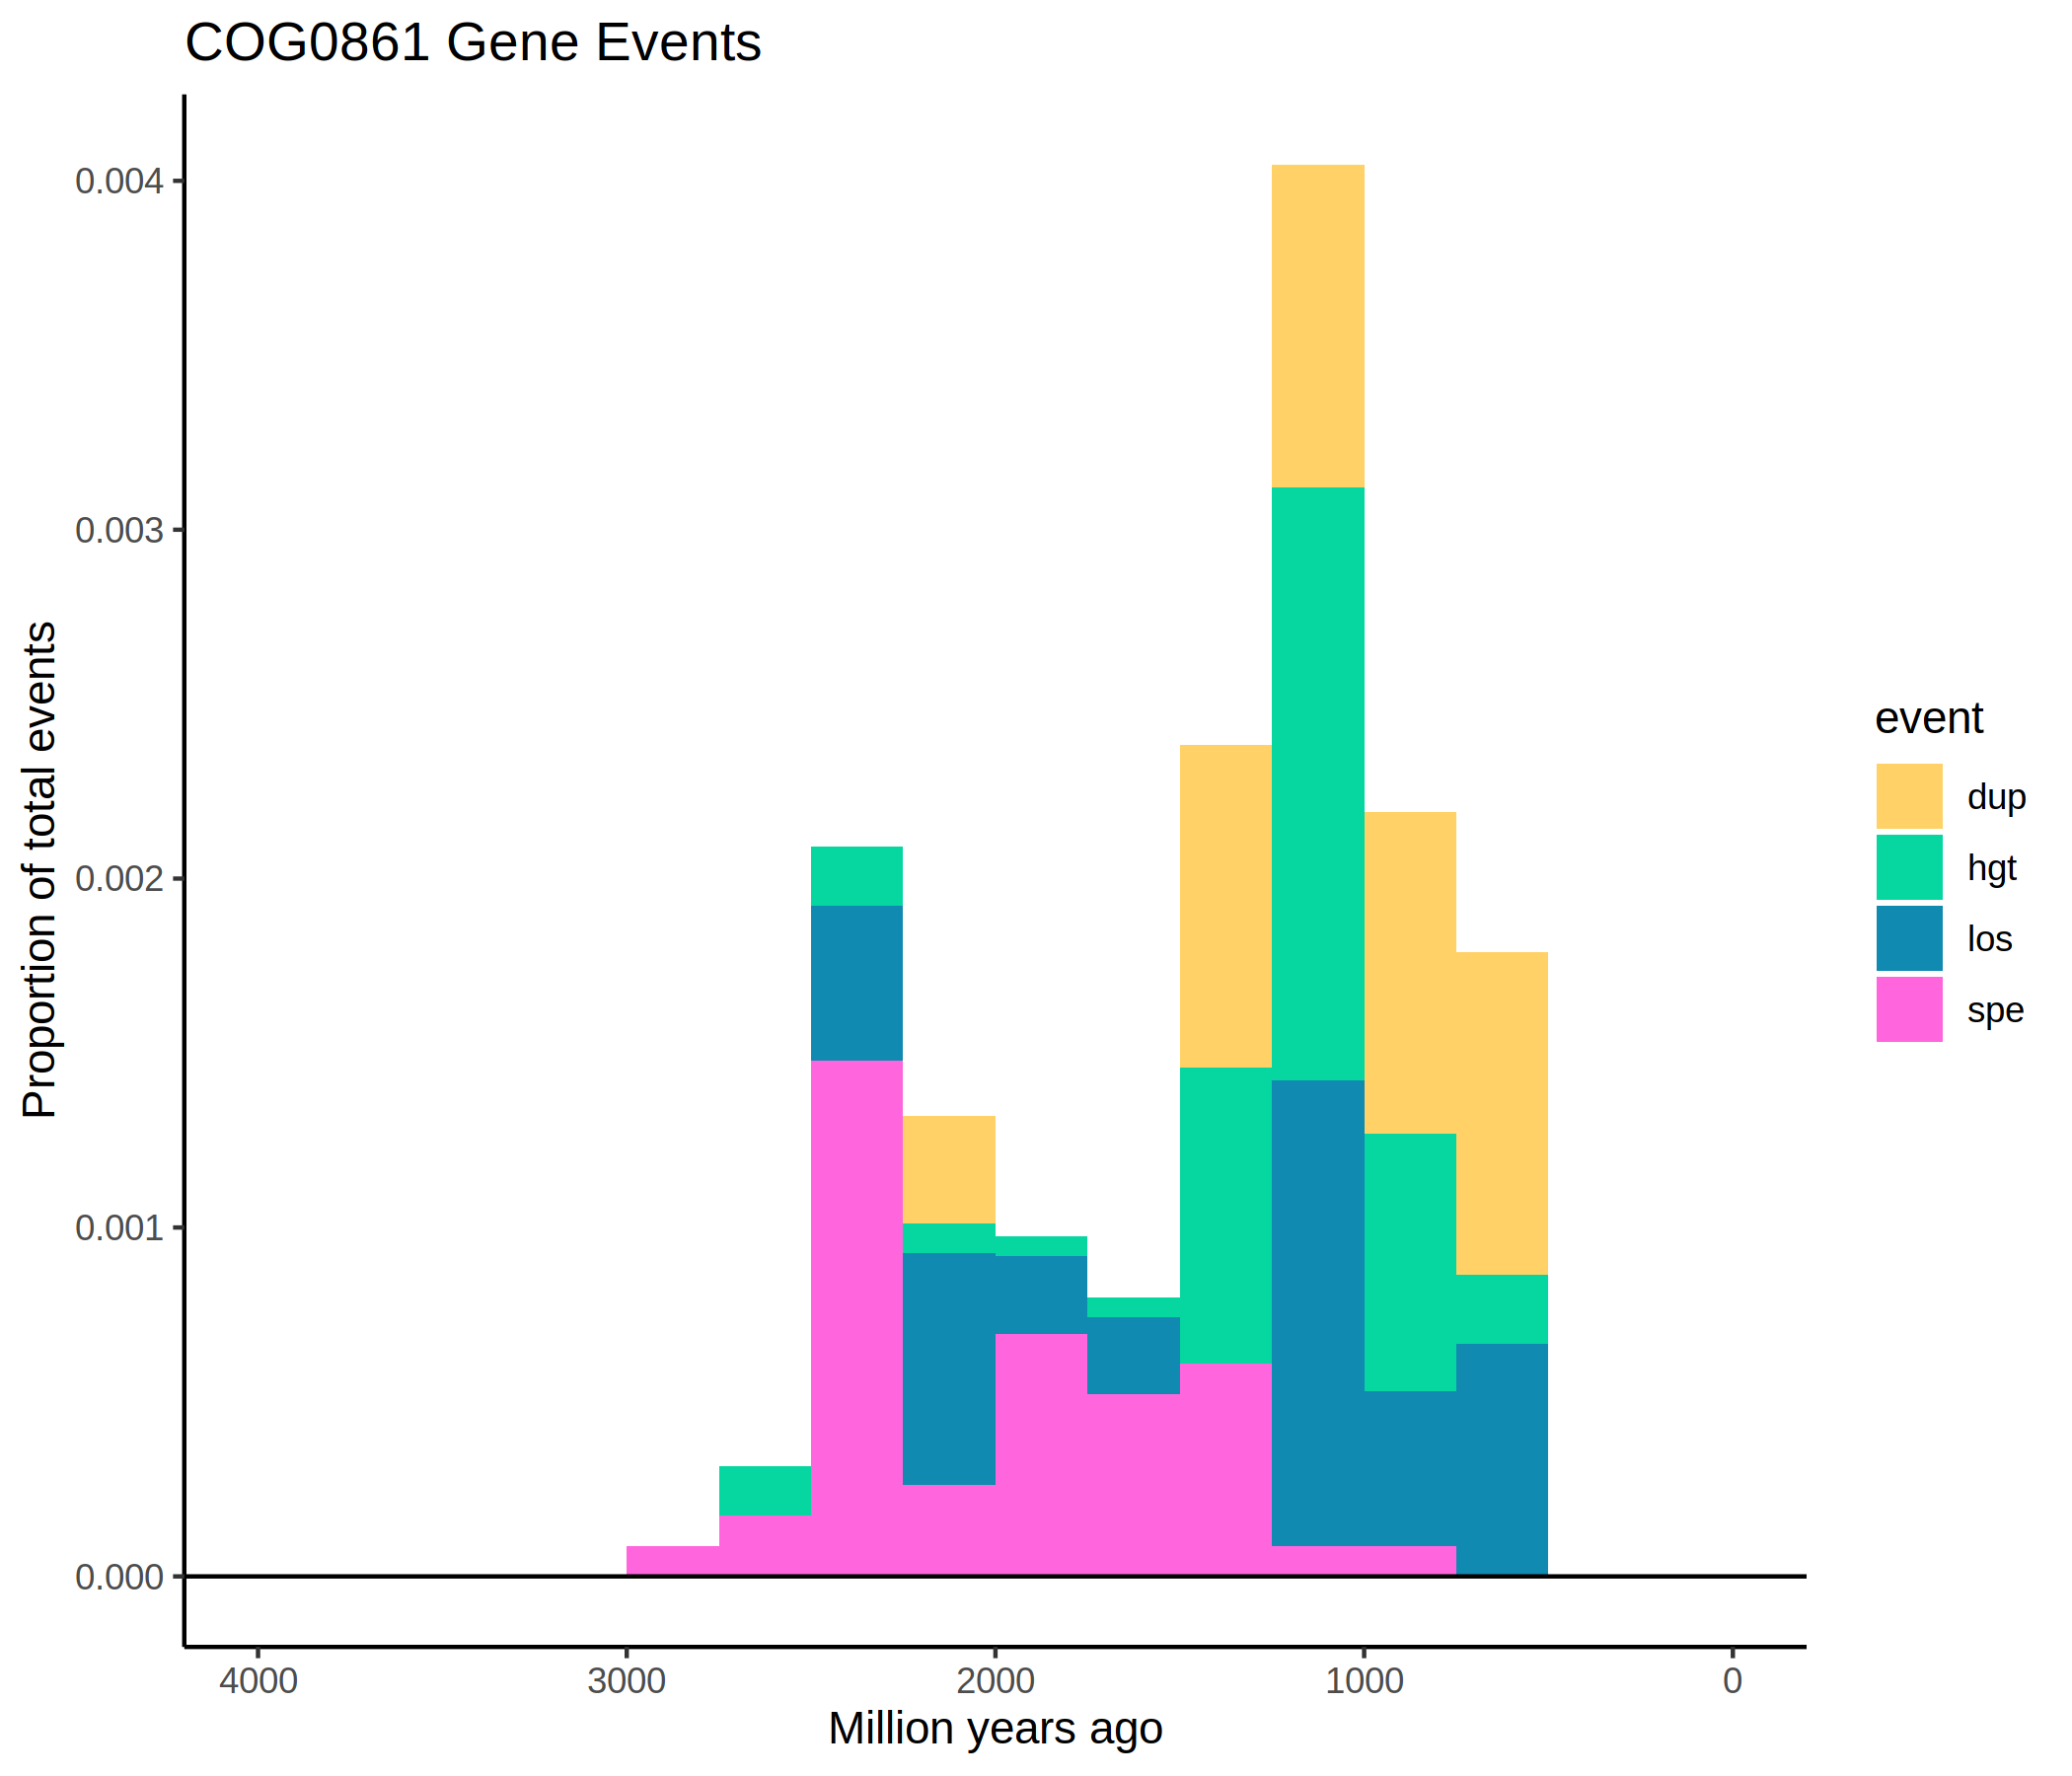 COG0861 Gene Events
Proportion of total events
0.004
0.003
0.002
0.001
0.000
4000 3000 2000 1000 0
Million years ago
event
dup
hgt
los
spe